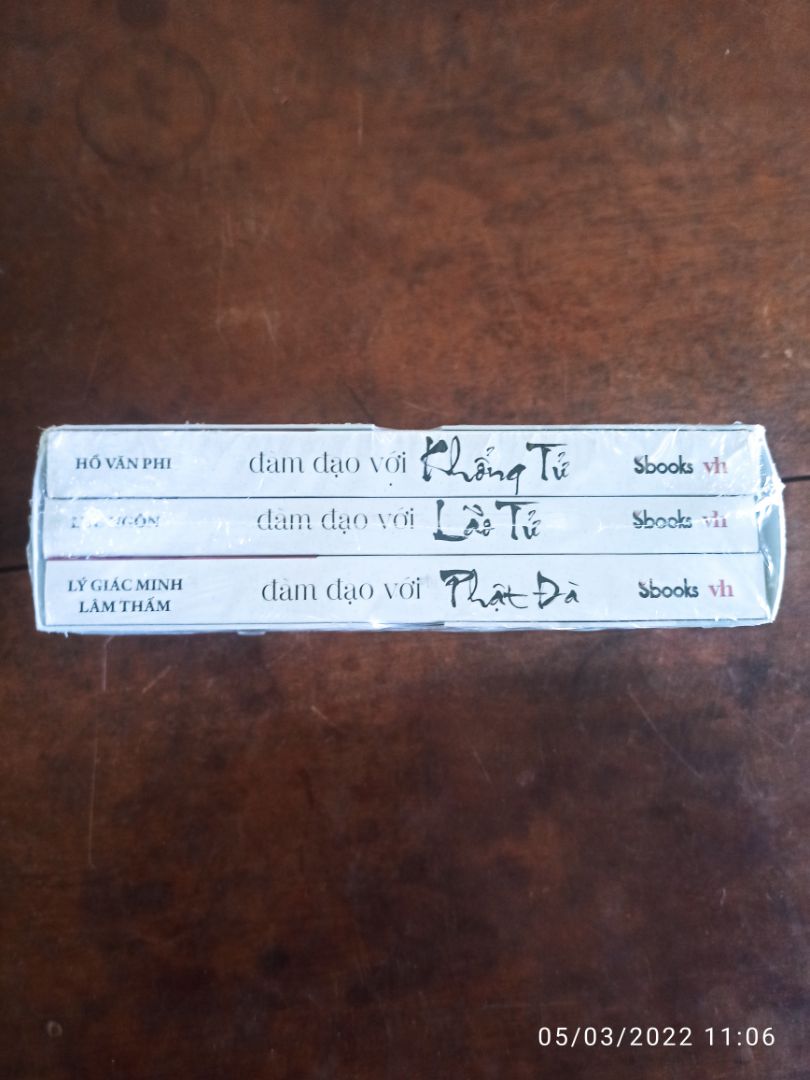 HỒ VĂN PHI đàm đạo với Khổng Tử Sbooks vh
NGÔN đàm đạo với Lão Tử Sbooks vh
LÝ GIÁC MINH
LÂM THẤM đàm đạo với Phật Đà Sbooks vh
05/03/2022 11:06